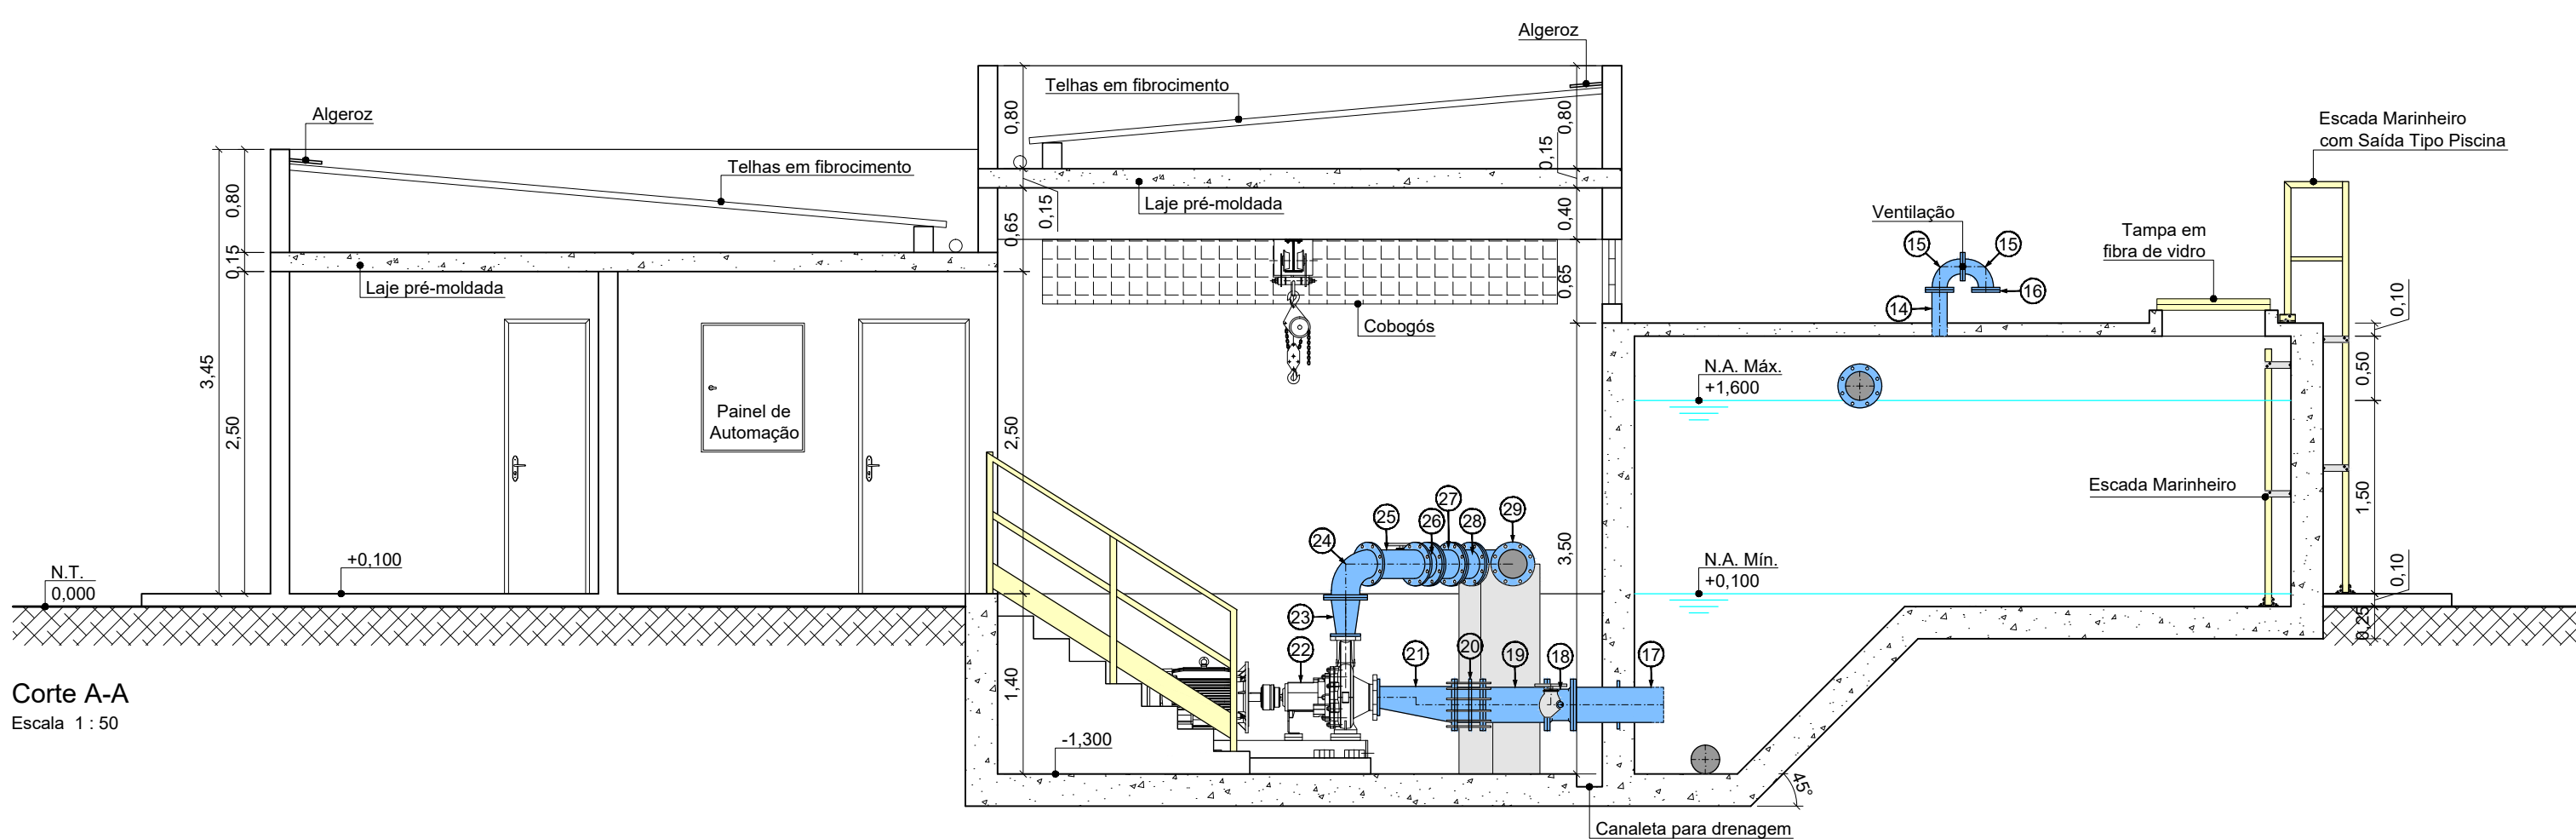 Algeroz
Telhas em fibrocimento
Algeroz
Telhas em fibrocimento
Escada Marinheiro
com Saída Tipo Piscina
Laje pré-moldada
Laje pré-moldada
Ventilação
Tampa em
fibra de vidro
15
15
16
14
Cobogós
0,80
0,15
3,45
2,50
0,80
0,15
0,65
2,50
1,40
0,80
0,15
0,40
0,65
3,50
0,10
0,50
1,50
0,10
0,25
Painel de
Automação
N.A. Máx.
+1,600
Escada Marinheiro
N.A. Mín.
+0,100
N.T.
0,000
+0,100
24
25
26
27
28
29
23
22
21
20
19
18
17
-1,300
45°
Canaleta para drenagem
Corte A-A
Escala 1 : 50